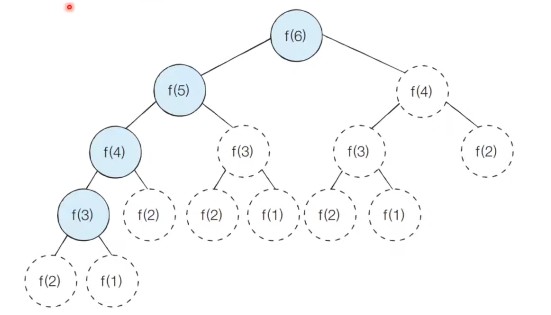 f(6)
f(5) f(4)
f(4) f(3) f(3) f(2)
f(3) f(2) f(2) f(1) f(2) f(1)
f(2) f(1)